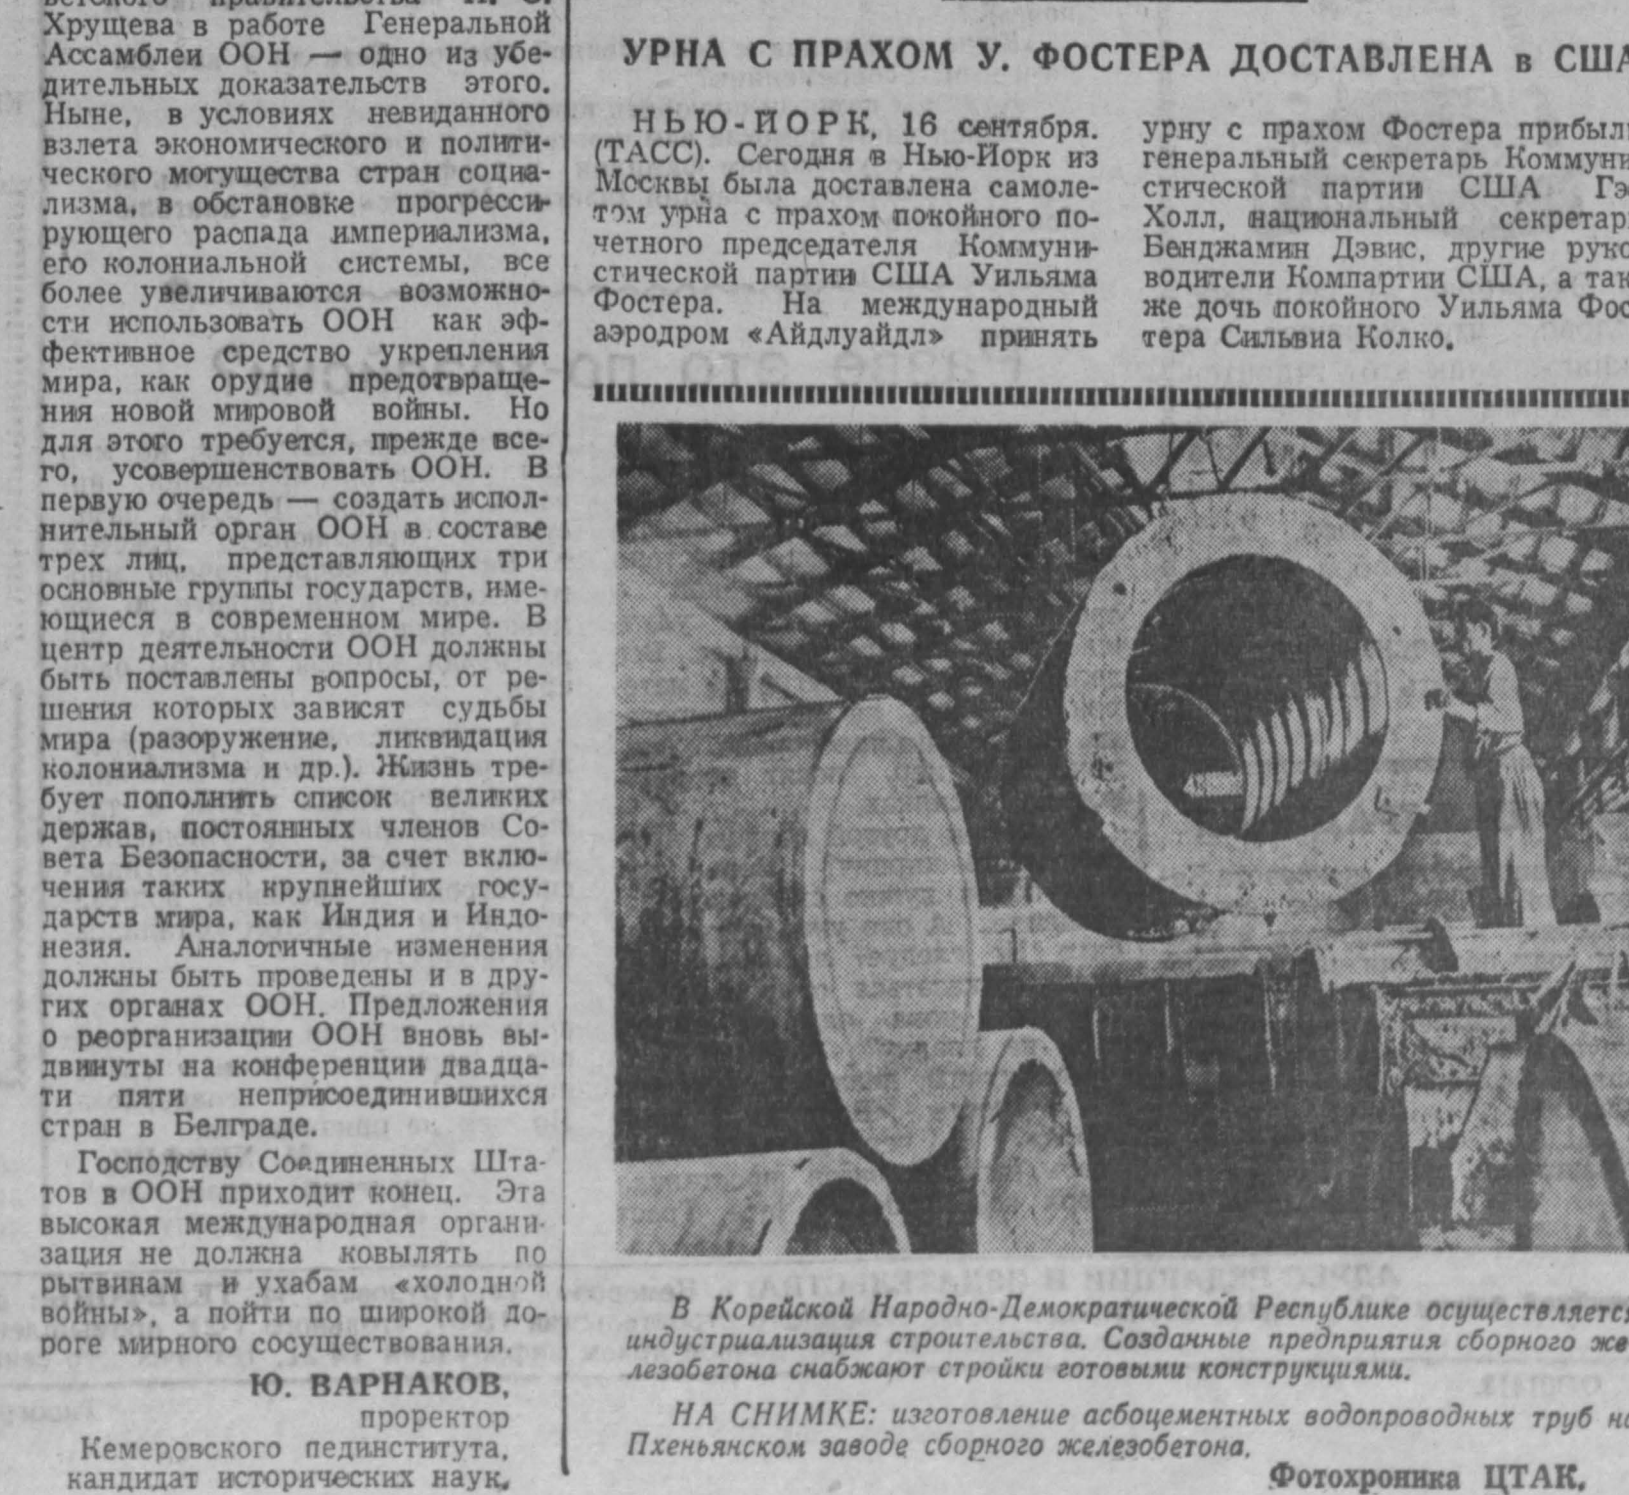 Хрущева в работе Генеральной
Ассамблеи ООН — одно из убе-
дительных доказательств этого.
Ныне, в условиях невиданного
взлета экономического и полити-
ческого могущества стран социа-
лизма, в обстановке прогресси-
рующего распада империализма,
его колониальной системы, все
более увеличиваются возможно-
сти использовать ООН как эф-
фективное средство укрепления
мира, как орудие предотвраще-
ния новой мировой войны. Но
для этого требуется, прежде все-
го, усовершенствовать ООН. В
первую очередь — создать испол-
нительный орган ООН в составе
трех лиц, представляющих три
основные группы государств, име-
ющиеся в современном мире. В
центр деятельности ООН должны
быть поставлены вопросы, от ре-
шения которых зависят судьбы
мира (разоружение, ликвидация
колониализма и др.). Жизнь тре-
бует пополнить список великих
держав, постоянных членов Со-
вета Безопасности, за счет вклю-
чения таких крупнейших госу-
дарств мира, как Индия и Индо-
незия. Аналогичные изменения
должны быть проведены и в дру-
гих органах ООН. Предложения
о реорганизации ООН вновь вы-
двинуты на конференции двадца-
ти пяти неприсоединившихся
стран в Белграде.
Господству Соединенных Шта-
тов в ООН приходит конец. Эта
высокая международная органи-
зация не должна ковылять по
рытвинам и ухабам «холодной
войны», а пойти по широкой до-
роге мирного сосуществования.
Ю. ВАРНАКОВ,
проректор
Кемеровского пединститута,
кандидат исторических наук.
УРНА С ПРАХОМ У. ФОСТЕРА ДОСТАВЛЕНА в США
НЬЮ-ЙОРК, 16 сентября.
(ТАСС). Сегодня в Нью-Йорк из
Москвы была доставлена самоле-
том урна с прахом покойного по-
четного председателя Коммуни-
стической партии США Уильяма
Фостера. На международный
аэродром «Айдлуайдл» принять
урну с прахом Фостера прибыли
генеральный секретарь Коммуни-
стической партии США Гэс
Холл, национальный секретарь
Бенджамин Дэвис, другие руко-
водители Компартии США, а так-
же дочь покойного Уильяма Фос-
тера Сильвиа Колко.
В Корейской Народно-Демократической Республике осуществляется
индустриализация строительства. Созданные предприятия сборного же-
лезобетона снабжают стройки готовыми конструкциями.
НА СНИМКЕ: изготовление асбоцементных водопроводных труб на
Пхеньянском заводе сборного железобетона.
Фотохроника ЦТАК.